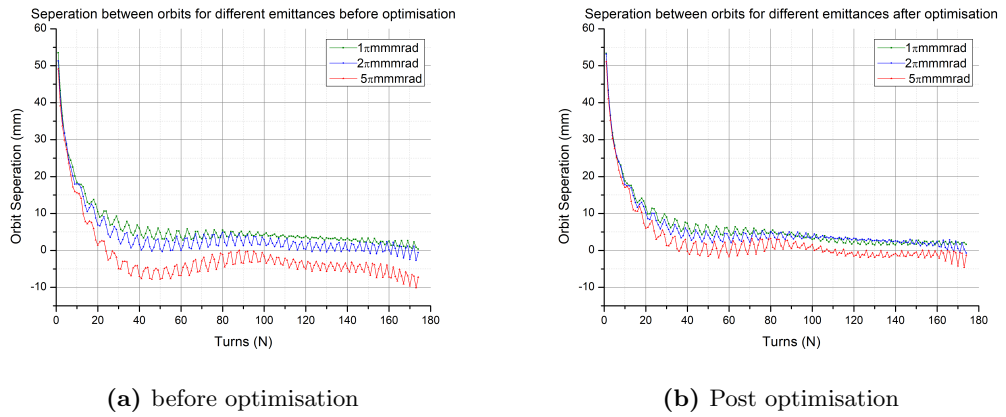 Seperation between orbits for different emittances before optimisation
60
50
40
30
20
10
0
-10
0 20 40 60 80 100 120 140 160 180
Orbit Seperation (mm)
Turns (N)
1πmmmrad
2πmmmrad
5πmmmrad
(a) before optimisation
Seperation between orbits for different emittances after optimisation
60
50
40
30
20
10
0
-10
0 20 40 60 80 100 120 140 160 180
Orbit Seperation (mm)
Turns (N)
1πmmmrad
2πmmmrad
5πmmmrad
(b) Post optimisation